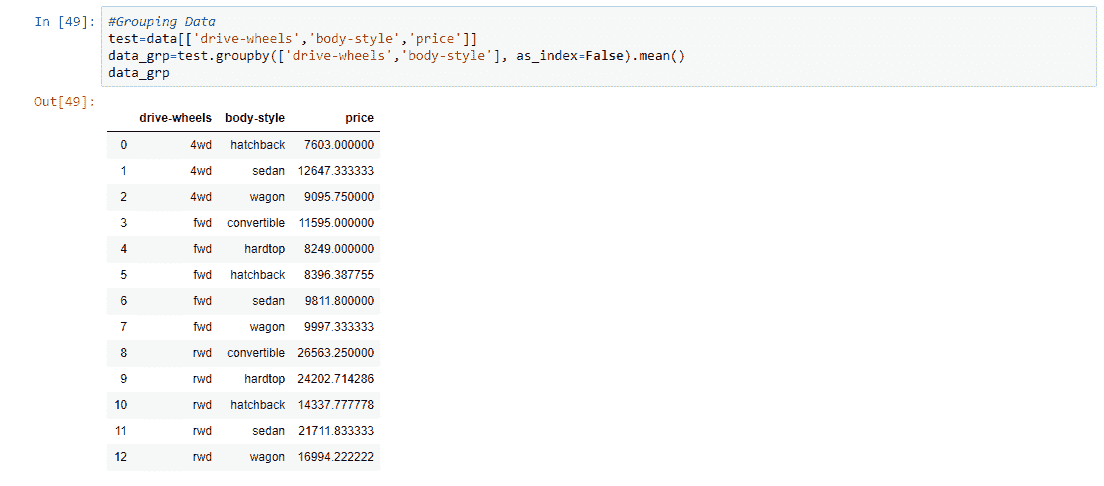 In [49]: #Grouping Data
test=data[['drive-wheels','body-style','price']]
data_grp=test.groupby(['drive-wheels','body-style'], as_index=False).mean()
data_grp
Out[49]:
drive-wheels body-style price
0 4wd hatchback 7603.000000
1 4wd sedan 12647.333333
2 4wd wagon 9095.750000
3 fwd convertible 11595.000000
4 fwd hardtop 8249.000000
5 fwd hatchback 8396.387755
6 fwd sedan 9811.800000
7 fwd wagon 9997.333333
8 rwd convertible 26563.250000
9 rwd hardtop 24202.714286
10 rwd hatchback 14337.777778
11 rwd sedan 21711.833333
12 rwd wagon 16994.222222